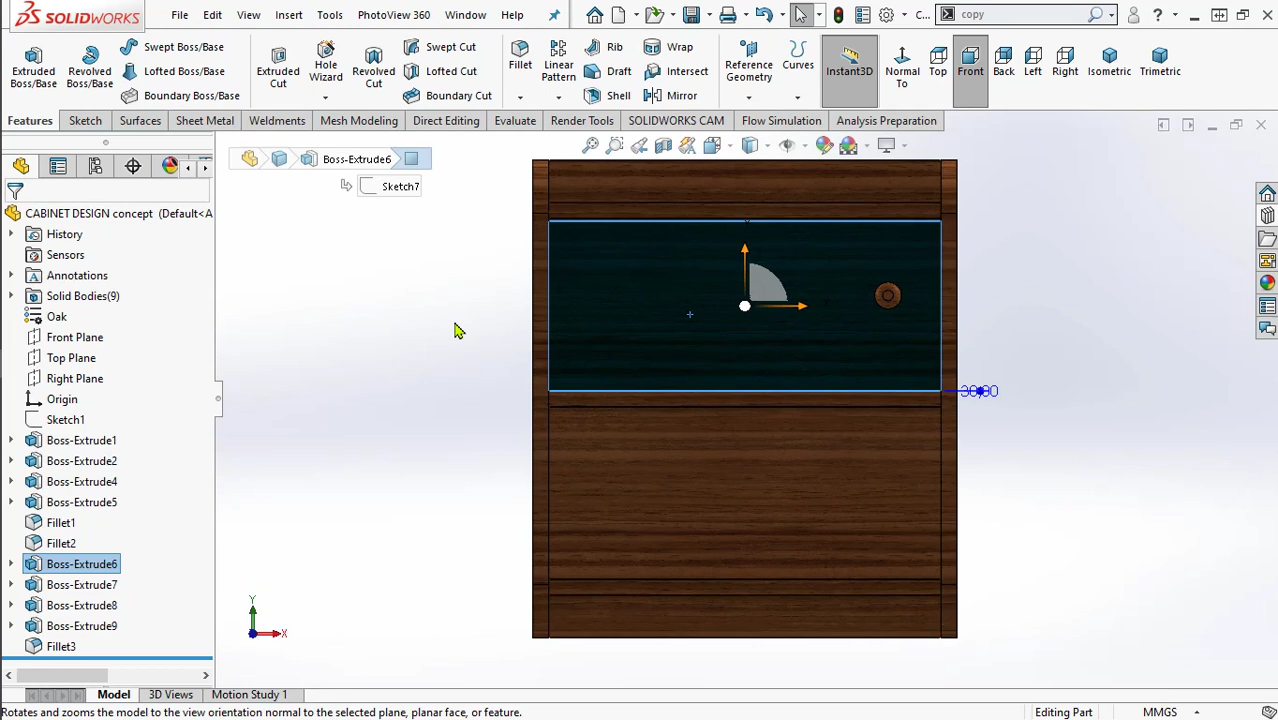 SOLIDWORKS File Edit View Insert Tools PhotoView 360 Window Help C... copy
Extruded Boss/Base
Revolved Boss/Base
Swept Boss/Base
Lofted Boss/Base
Boundary Boss/Base
Extruded Cut
Hole Wizard
Revolved Cut
Swept Cut
Lofted Cut
Boundary Cut
Fillet
Linear Pattern
Rib
Draft
Shell
Wrap
Intersect
Mirror
Reference Geometry
Curves
Instant3D
Normal To
Top
Front
Back
Left
Right
Isometric
Trimetric
Features Sketch Surfaces Sheet Metal Weldments Mesh Modeling Direct Editing Evaluate Render Tools SOLIDWORKS CAM Flow Simulation Analysis Preparation
Boss-Extrude6
Sketch7
CABINET DESIGN concept (Default<A
History
Sensors
Annotations
Solid Bodies(9)
Oak
Front Plane
Top Plane
Right Plane
Origin
Sketch1
Boss-Extrude1
Boss-Extrude2
Boss-Extrude4
Boss-Extrude5
Fillet1
Fillet2
Boss-Extrude6
Boss-Extrude7
Boss-Extrude8
Boss-Extrude9
Fillet3
Y
X
Model 3D Views Motion Study 1
Rotates and zooms the model to the view orientation normal to the selected plane, planar face, or feature. Editing Part MMGS